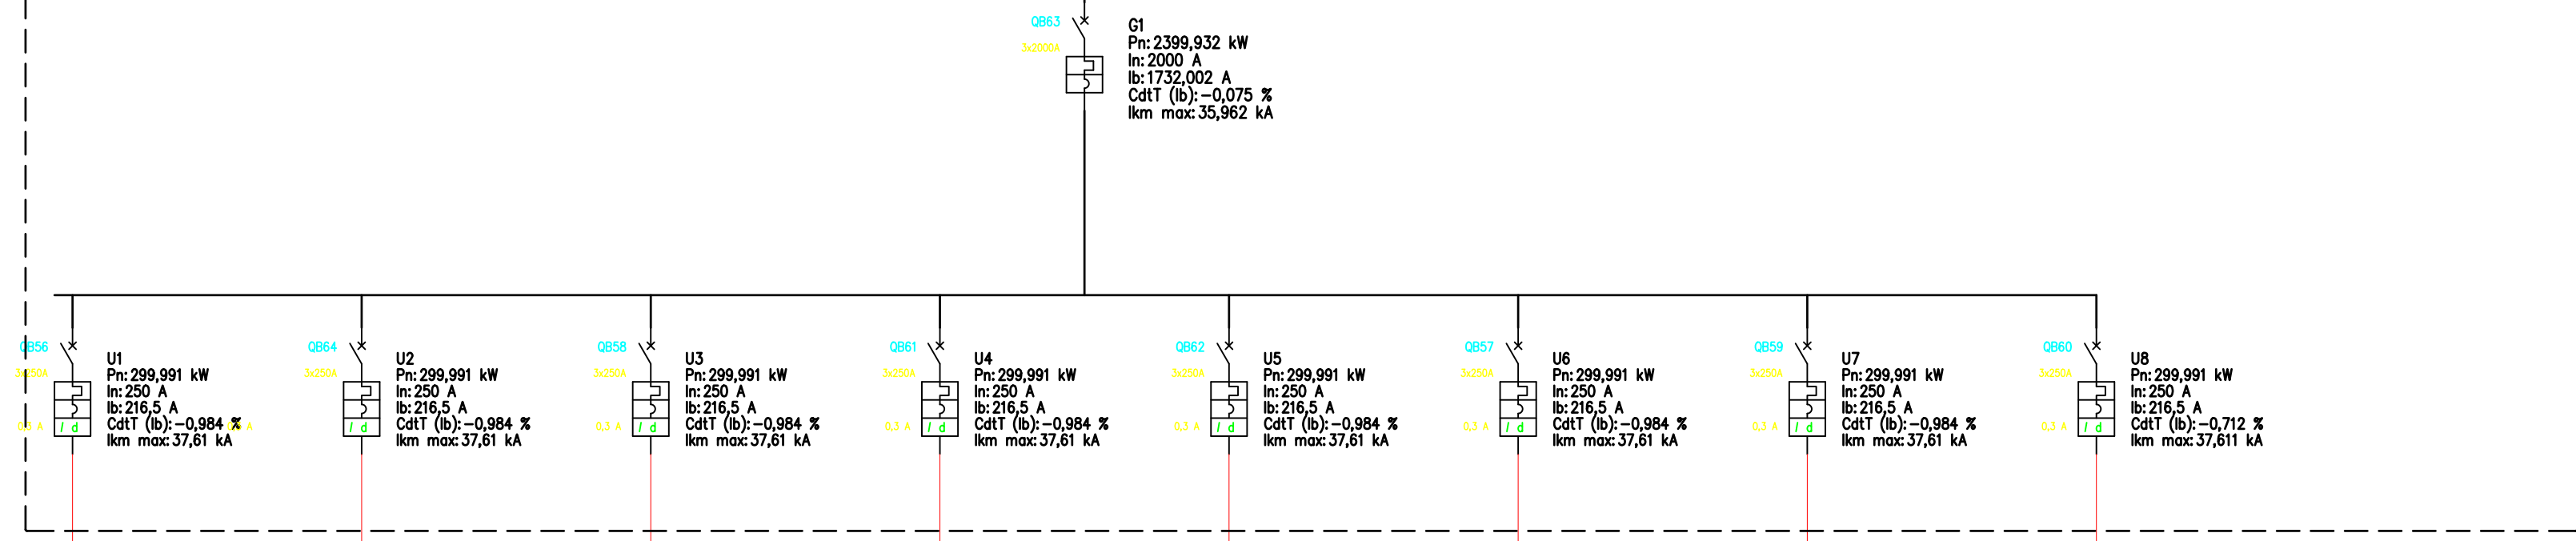 QB63
3x2000A
G1
Pn: 2399,932 kW
In: 2000 A
Ib: 1732,002 A
CdtT (Ib): -0,075 %
Ikm max: 35,962 kA
QB56
3x250A
0,3 A
I d
U1
Pn: 299,991 kW
In: 250 A
Ib: 216,5 A
CdtT (Ib): -0,984 %
Ikm max: 37,61 kA
QB64
3x250A
I d
U2
Pn: 299,991 kW
In: 250 A
Ib: 216,5 A
CdtT (Ib): -0,984 %
Ikm max: 37,61 kA
QB58
3x250A
0,3 A
I d
U3
Pn: 299,991 kW
In: 250 A
Ib: 216,5 A
CdtT (Ib): -0,984 %
Ikm max: 37,61 kA
QB61
3x250A
0,3 A
I d
U4
Pn: 299,991 kW
In: 250 A
Ib: 216,5 A
CdtT (Ib): -0,984 %
Ikm max: 37,61 kA
QB62
3x250A
0,3 A
I d
U5
Pn: 299,991 kW
In: 250 A
Ib: 216,5 A
CdtT (Ib): -0,984 %
Ikm max: 37,61 kA
QB57
3x250A
0,3 A
I d
U6
Pn: 299,991 kW
In: 250 A
Ib: 216,5 A
CdtT (Ib): -0,984 %
Ikm max: 37,61 kA
QB59
3x250A
0,3 A
I d
U7
Pn: 299,991 kW
In: 250 A
Ib: 216,5 A
CdtT (Ib): -0,984 %
Ikm max: 37,61 kA
QB60
3x250A
0,3 A
I d
U8
Pn: 299,991 kW
In: 250 A
Ib: 216,5 A
CdtT (Ib): -0,712 %
Ikm max: 37,611 kA